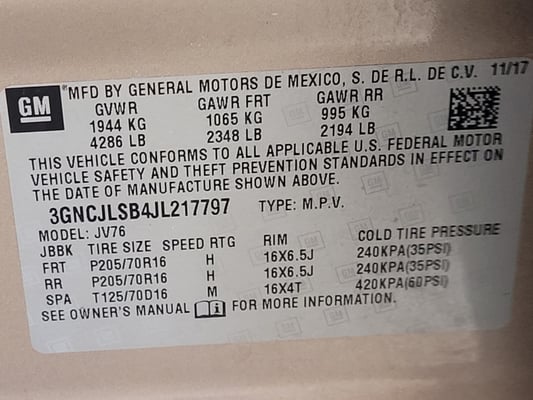 GM
*MFD BY GENERAL MOTORS DE MEXICO, S. DE R.L. DE C.V. 11/17
GVWR GAWR FRT GAWR RR
1944 KG 1065 KG 995 KG
4286 LB 2348 LB 2194 LB
THIS VEHICLE CONFORMS TO ALL APPLICABLE U.S. FEDERAL MOTOR
VEHICLE SAFETY AND THEFT PREVENTION STANDARDS IN EFFECT ON
THE DATE OF MANUFACTURE SHOWN ABOVE.
3GNCJLSB4JL217797 TYPE: M.P.V.
MODEL: JV76
JBBK TIRE SIZE SPEED RTG RIM COLD TIRE PRESSURE
FRT P205/70R16 H 16X6.5J 240KPA(35PSI)
RR P205/70R16 H 16X6.5J 240KPA(35PSI)
SPA T125/70D16 M 16X4T 420KPA(60PSI)
SEE OWNER'S MANUAL FOR MORE INFORMATION.